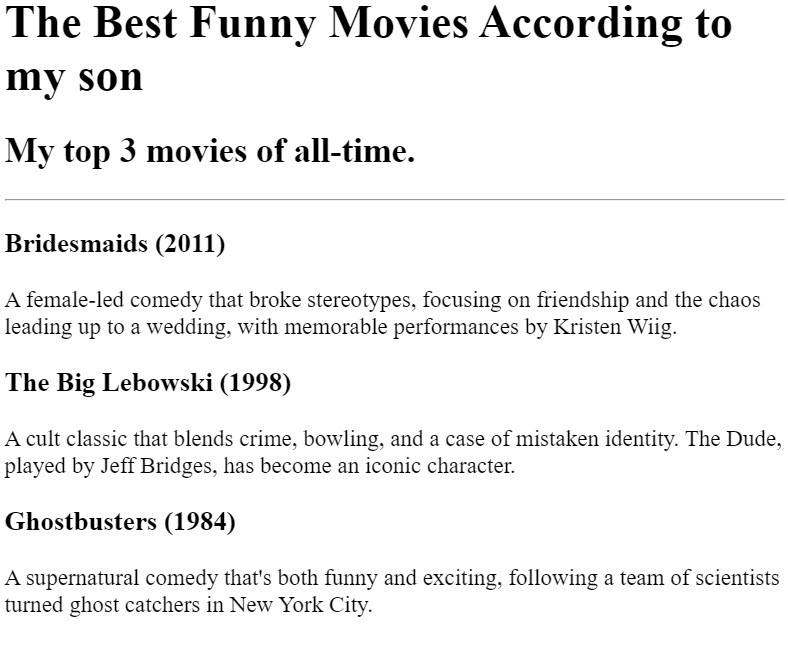 The Best Funny Movies According to
my son
My top 3 movies of all-time.
Bridesmaids (2011)
A female-led comedy that broke stereotypes, focusing on friendship and the chaos
leading up to a wedding, with memorable performances by Kristen Wiig.
The Big Lebowski (1998)
A cult classic that blends crime, bowling, and a case of mistaken identity. The Dude,
played by Jeff Bridges, has become an iconic character.
Ghostbusters (1984)
A supernatural comedy that's both funny and exciting, following a team of scientists
turned ghost catchers in New York City.